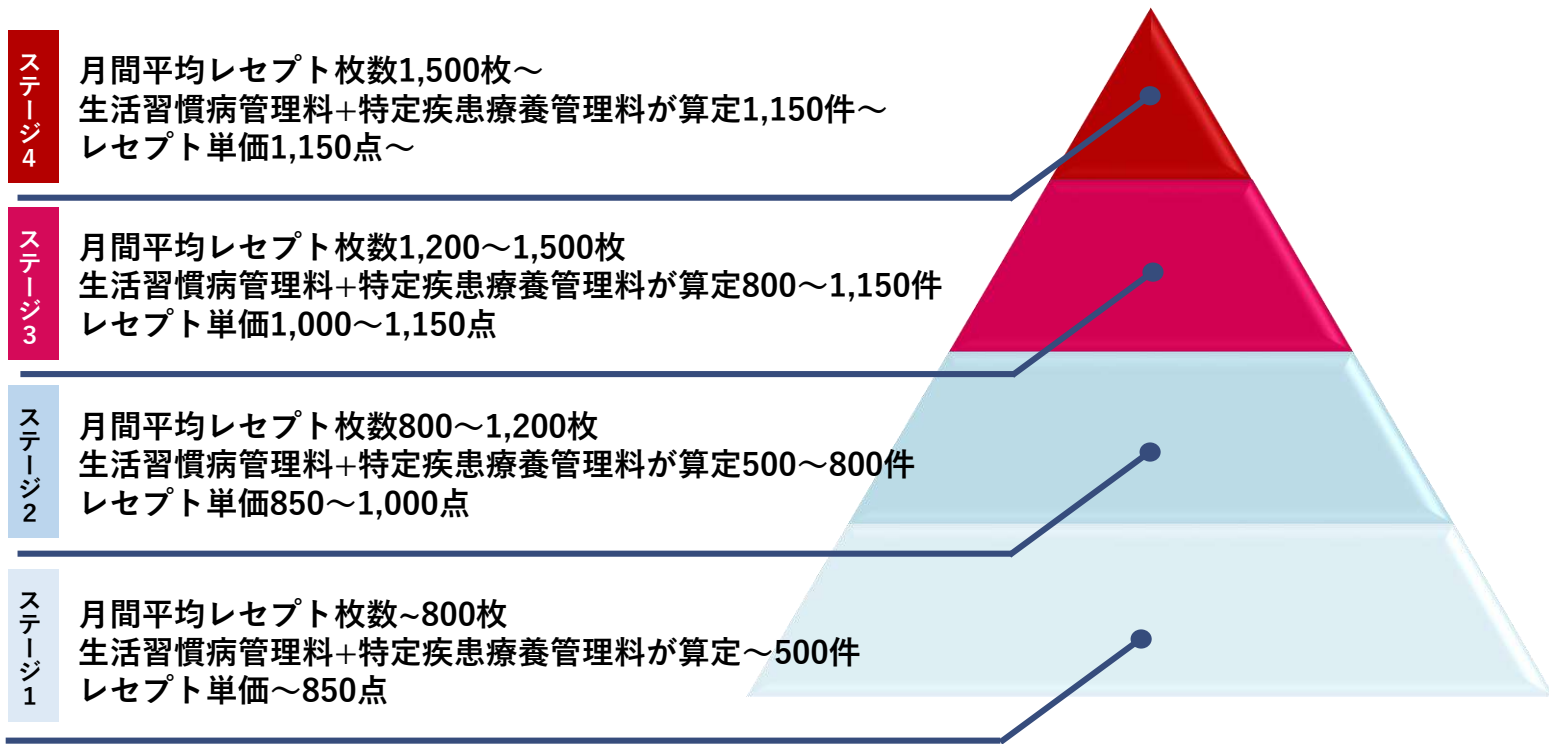 ステージ4
月間平均レセプト枚数1,500枚～
生活習慣病管理料+特定疾患療養管理料が算定1,150件～
レセプト単価1,150点～
ステージ3
月間平均レセプト枚数1,200～1,500枚
生活習慣病管理料+特定疾患療養管理料が算定800～1,150件
レセプト単価1,000～1,150点
ステージ2
月間平均レセプト枚数800～1,200枚
生活習慣病管理料+特定疾患療養管理料が算定500～800件
レセプト単価850～1,000点
ステージ1
月間平均レセプト枚数~800枚
生活習慣病管理料+特定疾患療養管理料が算定～500件
レセプト単価～850点